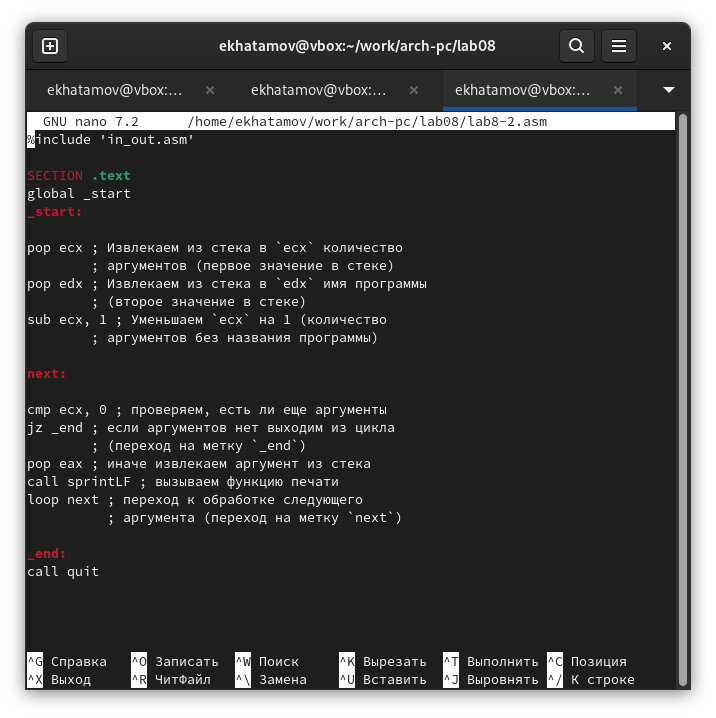 ekhatamov@vbox:~/work/arch-pc/lab08
ekhatamov@vbox:... ekhatamov@vbox:... ekhatamov@vbox:...
GNU nano 7.2 /home/ekhatamov/work/arch-pc/lab08/lab8-2.asm
%include 'in_out.asm'
SECTION .text
global _start
_start:
pop ecx ; Извлекаем из стека в `ecx` количество
; аргументов (первое значение в стеке)
pop edx ; Извлекаем из стека в `edx` имя программы
; (второе значение в стеке)
sub ecx, 1 ; Уменьшаем `ecx` на 1 (количество
; аргументов без названия программы)
next:
cmp ecx, 0 ; проверяем, есть ли еще аргументы
jz _end ; если аргументов нет выходим из цикла
; (переход на метку `_end`)
pop eax ; иначе извлекаем аргумент из стека
call sprintLF ; вызываем функцию печати
loop next ; переход к обработке следующего
; аргумента (переход на метку `next`)
_end:
call quit
^G Справка ^O Записать ^W Поиск ^K Вырезать ^T Выполнить ^C Позиция
^X Выход ^R ЧитФайл ^\ Замена ^U Вставить ^J Выровнять ^/ К строке